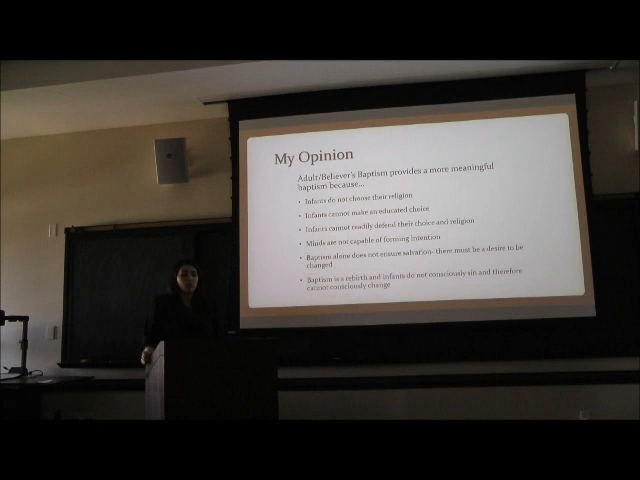 My Opinion
Adult/Believer's Baptism provides a more meaningful
baptism because...
• Infants do not choose their religion
• Infants cannot make an educated choice
• Infants cannot readily defend their choice and religion
• Minds are not capable of forming intention
• Baptism alone does not ensure salvation- there must be a desire to be
changed
• Baptism is a rebirth and infants do not consciously sin and therefore
cannot consciously change